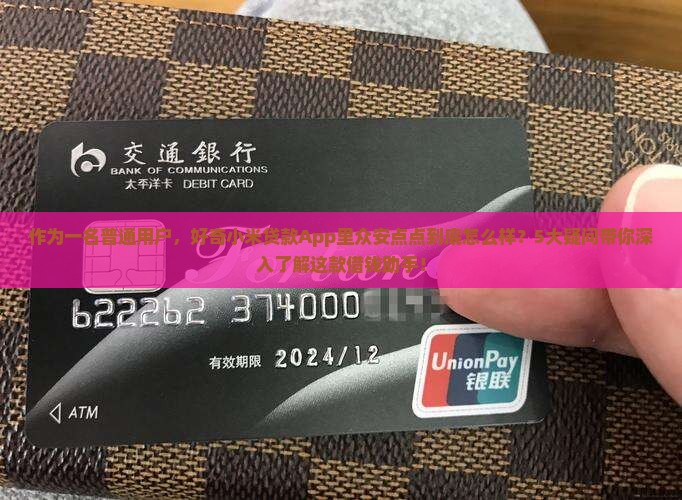 交通銀行
BANK OF COMMUNICATIONS
太平洋卡 DEBIT CARD
作为一名普通用户，好奇小米贷款App里众安点点到底怎么样？5大疑问带你深
入了解这款借钱助手！
622262 374000
有效期限 2024/12
UnionPay
银联
ATM